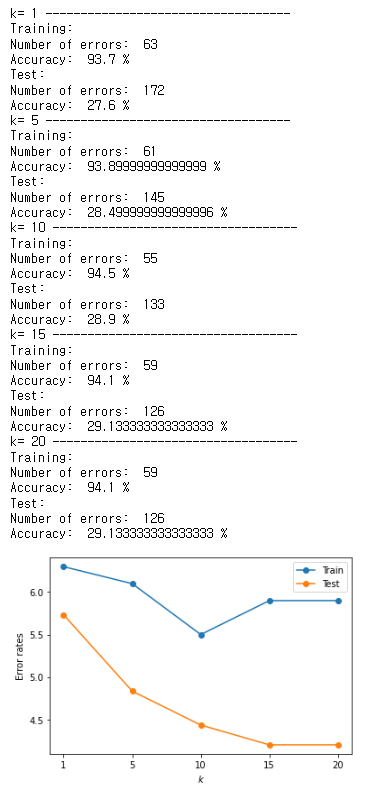 k= 1 -----------------------------------
Training:
Number of errors:  63
Accuracy:  93.7 %
Test:
Number of errors:  172
Accuracy:  27.6 %
k= 5 -----------------------------------
Training:
Number of errors:  61
Accuracy:  93.89999999999999 %
Test:
Number of errors:  145
Accuracy:  28.499999999999996 %
k= 10 -----------------------------------
Training:
Number of errors:  55
Accuracy:  94.5 %
Test:
Number of errors:  133
Accuracy:  28.9 %
k= 15 -----------------------------------
Training:
Number of errors:  59
Accuracy:  94.1 %
Test:
Number of errors:  126
Accuracy:  29.133333333333333 %
k= 20 -----------------------------------
Training:
Number of errors:  59
Accuracy:  94.1 %
Test:
Number of errors:  126
Accuracy:  29.133333333333333 %
Train
Test
6.0
5.5
5.0
4.5
Error rates
1 5 10 15 20
k